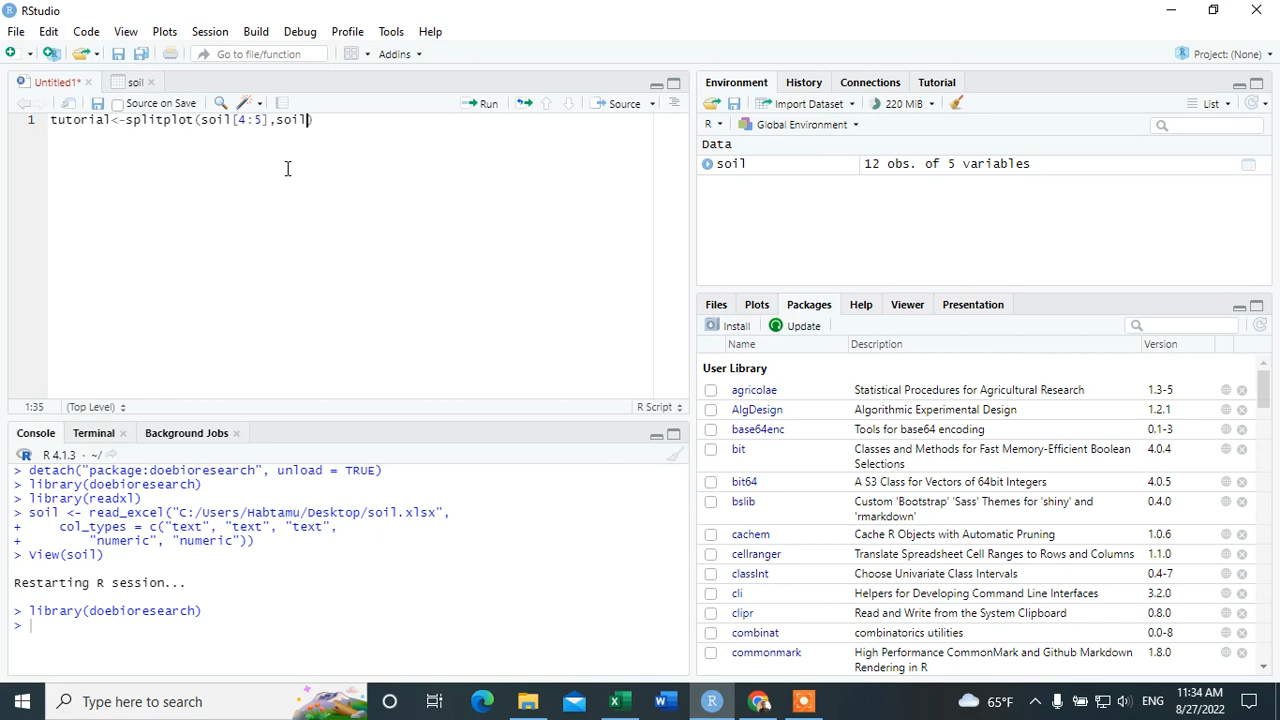 RStudio
File Edit Code View Plots Session Build Debug Profile Tools Help
Go to file/function Addins Project: (None)
Untitled1* soil
Source on Save Run Source
1 tutorial<-splitplot(soil[4:5],soil)
1:35 (Top Level) R Script
Console Terminal Background Jobs
R 4.1.3 · ~/
> detach("package:doebioresearch", unload = TRUE)
> library(doebioresearch)
> library(readxl)
> soil <- read_excel("C:/Users/Habtamu/Desktop/soil.xlsx",
+ col_types = c("text", "text", "text",
+ "numeric", "numeric"))
> View(soil)
Restarting R session...
> library(doebioresearch)
>
Environment History Connections Tutorial
Import Dataset 220 MiB List
R Global Environment
Data
soil 12 obs. of 5 variables
Files Plots Packages Help Viewer Presentation
Install Update
Name Description Version
User Library
agricolae Statistical Procedures for Agricultural Research 1.3-5
AlgDesign Algorithmic Experimental Design 1.2.1
base64enc Tools for base64 encoding 0.1-3
bit Classes and Methods for Fast Memory-Efficient Boolean 4.0.4
Selections
bit64 A S3 Class for Vectors of 64bit Integers 4.0.5
bslib Custom 'Bootstrap' 'Sass' Themes for 'shiny' and 0.4.0
'rmarkdown'
cachem Cache R Objects with Automatic Pruning 1.0.6
cellranger Translate Spreadsheet Cell Ranges to Rows and Columns 1.1.0
classInt Choose Univariate Class Intervals 0.4-7
cli Helpers for Developing Command Line Interfaces 3.2.0
clipr Read and Write from the System Clipboard 0.8.0
combinat combinatorics utilities 0.0-8
commonmark High Performance CommonMark and Github Markdown 1.8.0
Rendering in R
Type here to search 65°F ENG 11:34 AM
8/27/2022